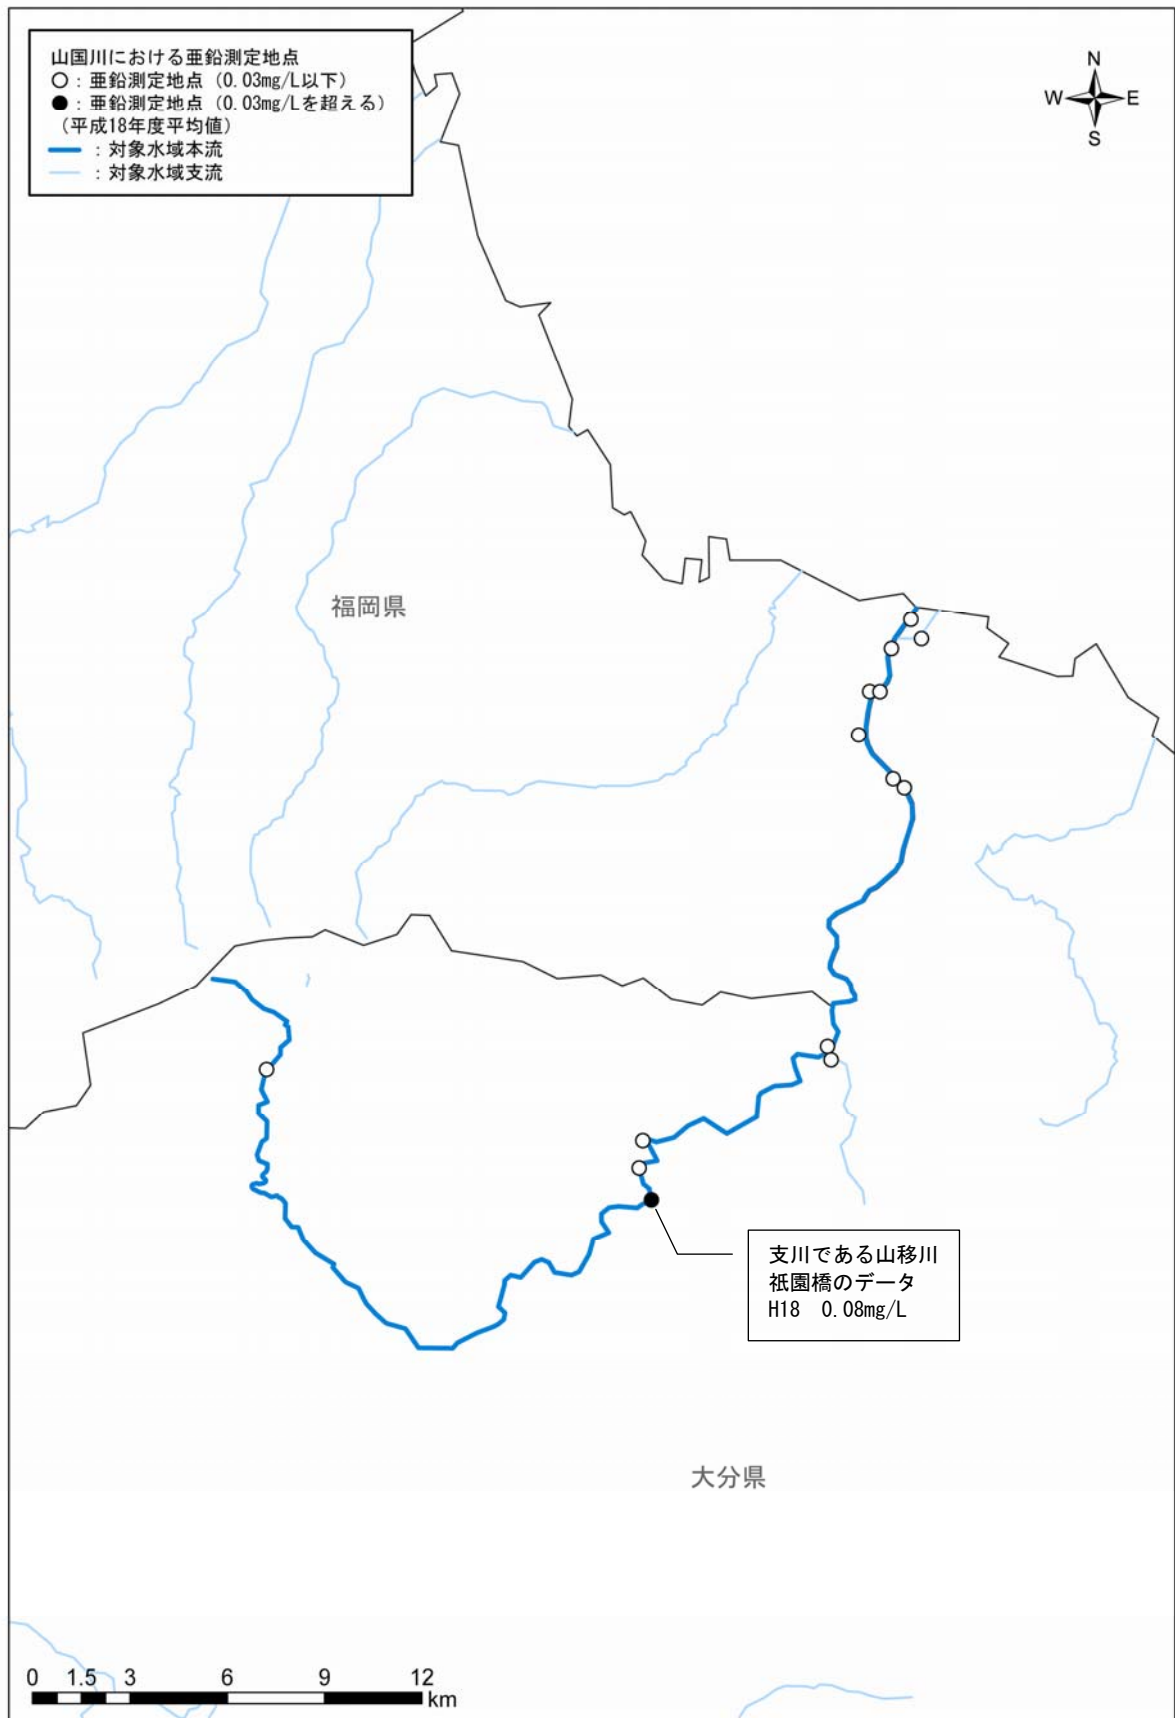 山国川における亜鉛測定地点
○：亜鉛測定地点（0.03mg/L以下）
●：亜鉛測定地点（0.03mg/Lを超える）
（平成18年度平均値）
：対象水域本流
：対象水域支流
N
W E
S
福岡県
支川である山移川
祇園橋のデータ
H18 0.08mg/L
大分県
0 1.5 3 6 9 12
km